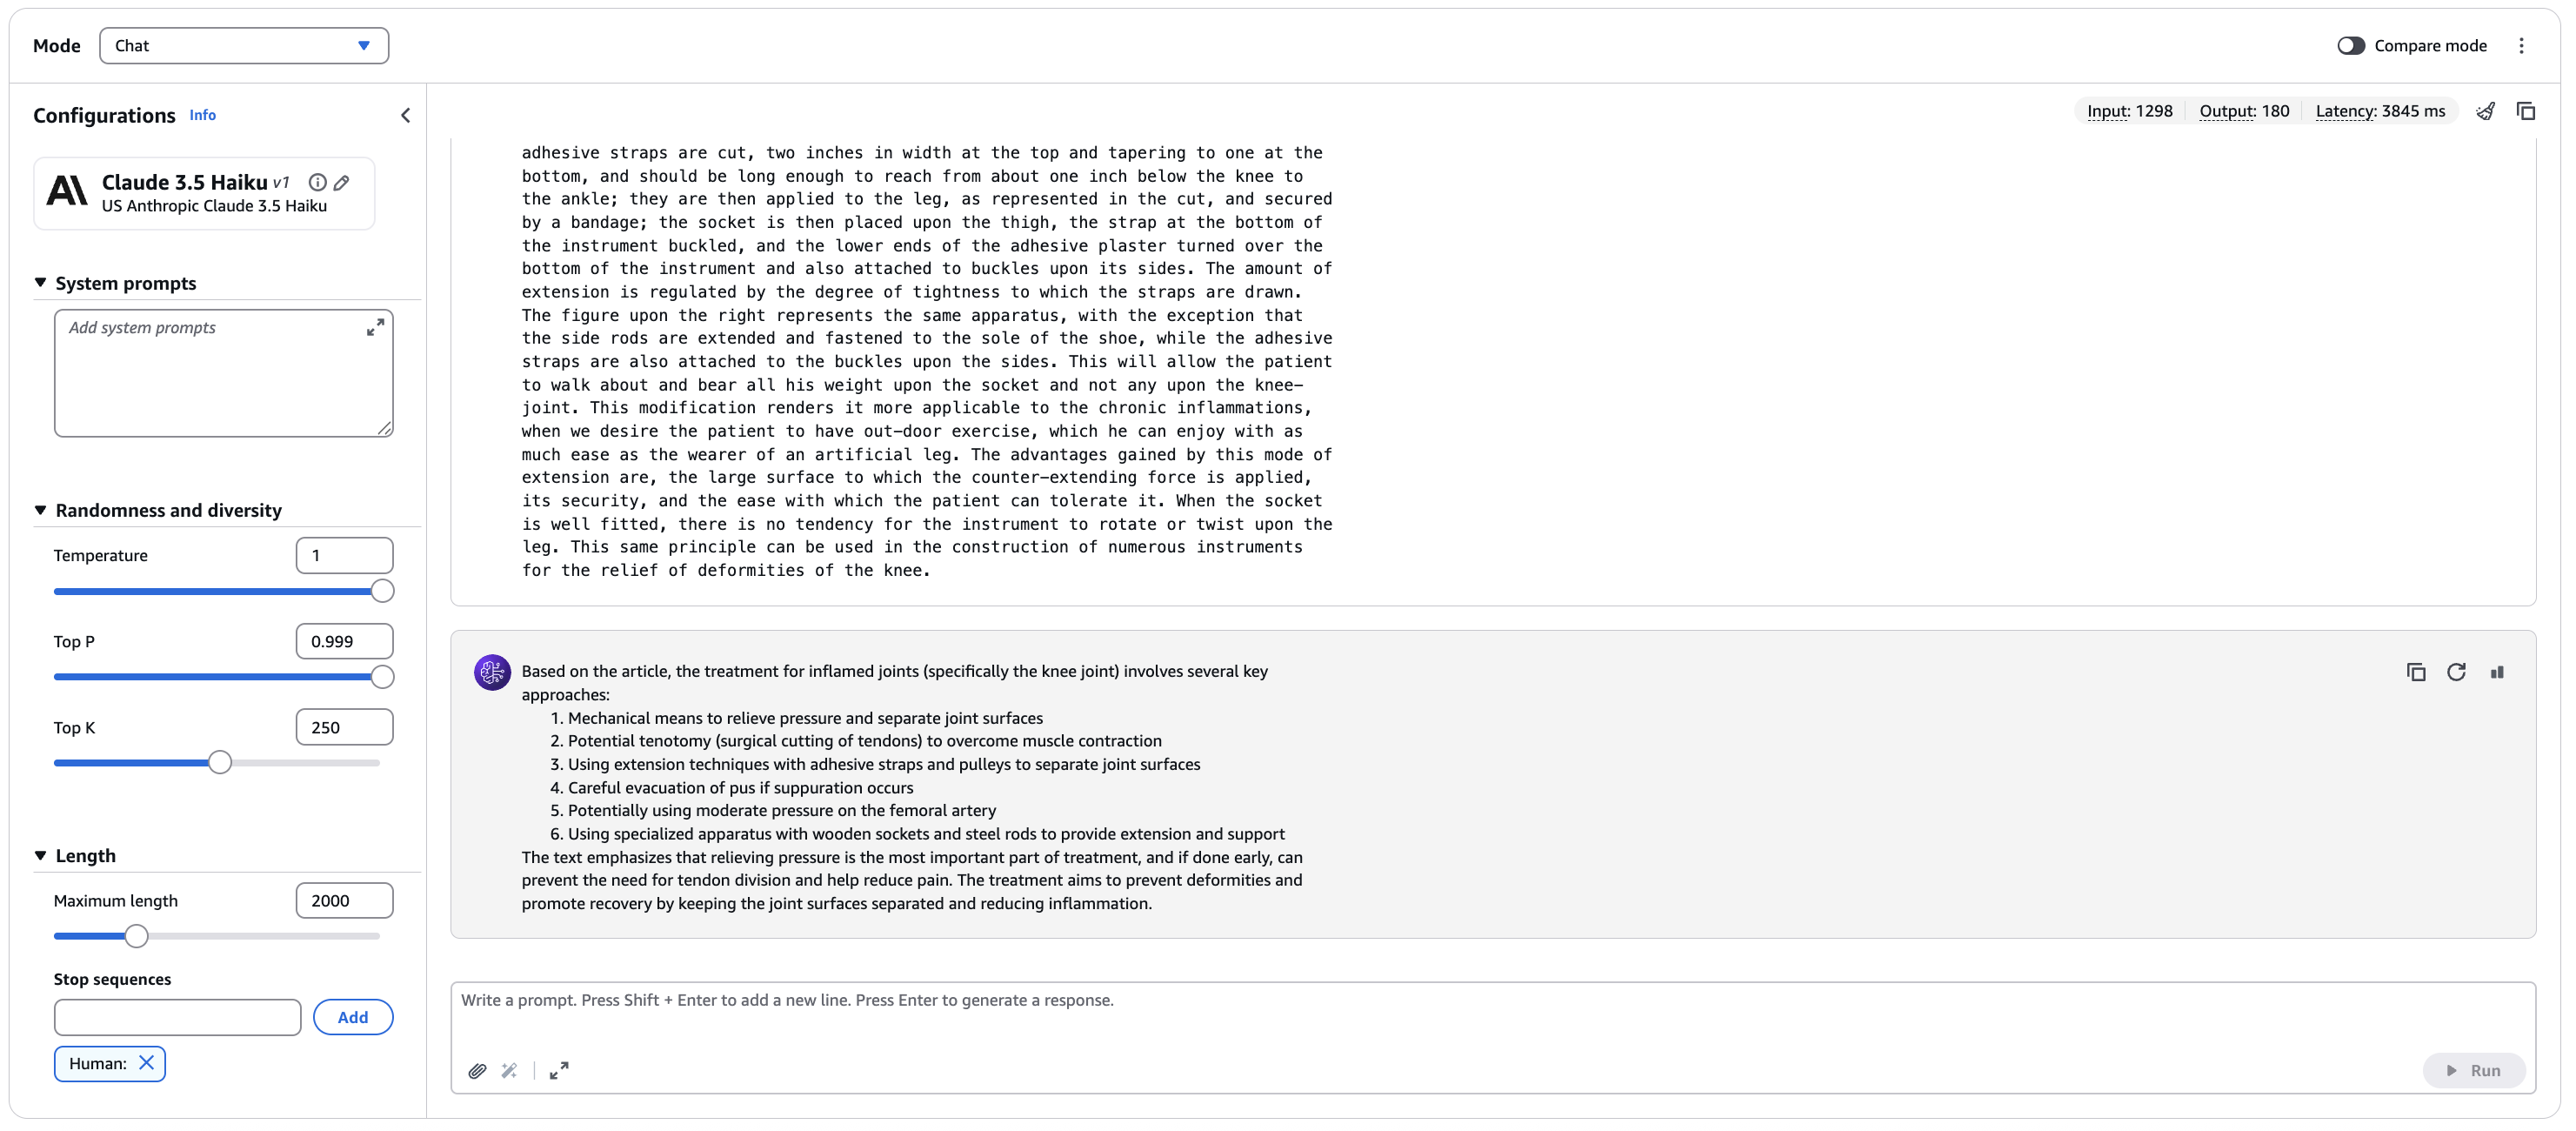 Mode
Chat
Compare mode
Configurations Info
Claude 3.5 Haiku v1
US Anthropic Claude 3.5 Haiku
System prompts
Add system prompts
Randomness and diversity
Temperature
1
Top P
0.999
Top K
250
Length
Maximum length
2000
Stop sequences
Add
Human:
Input: 1298
Output: 180
Latency: 3845 ms
adhesive straps are cut, two inches in width at the top and tapering to one at the
bottom, and should be long enough to reach from about one inch below the knee to
the ankle; they are then applied to the leg, as represented in the cut, and secured
by a bandage; the socket is then placed upon the thigh, the strap at the bottom of
the instrument buckled, and the lower ends of the adhesive plaster turned over the
bottom of the instrument and also attached to buckles upon its sides. The amount of
extension is regulated by the degree of tightness to which the straps are drawn.
The figure upon the right represents the same apparatus, with the exception that
the side rods are extended and fastened to the sole of the shoe, while the adhesive
straps are also attached to the buckles upon the sides. This will allow the patient
to walk about and bear all his weight upon the socket and not any upon the knee-
joint. This modification renders it more applicable to the chronic inflammations,
when we desire the patient to have out-door exercise, which he can enjoy with as
much ease as the wearer of an artificial leg. The advantages gained by this mode of
extension are, the large surface to which the counter-extending force is applied,
its security, and the ease with which the patient can tolerate it. When the socket
is well fitted, there is no tendency for the instrument to rotate or twist upon the
leg. This same principle can be used in the construction of numerous instruments
for the relief of deformities of the knee.
Based on the article, the treatment for inflamed joints (specifically the knee joint) involves several key
approaches:
1. Mechanical means to relieve pressure and separate joint surfaces
2. Potential tenotomy (surgical cutting of tendons) to overcome muscle contraction
3. Using extension techniques with adhesive straps and pulleys to separate joint surfaces
4. Careful evacuation of pus if suppuration occurs
5. Potentially using moderate pressure on the femoral artery
6. Using specialized apparatus with wooden sockets and steel rods to provide extension and support
The text emphasizes that relieving pressure is the most important part of treatment, and if done early, can
prevent the need for tendon division and help reduce pain. The treatment aims to prevent deformities and
promote recovery by keeping the joint surfaces separated and reducing inflammation.
Write a prompt. Press Shift + Enter to add a new line. Press Enter to generate a response.
Run